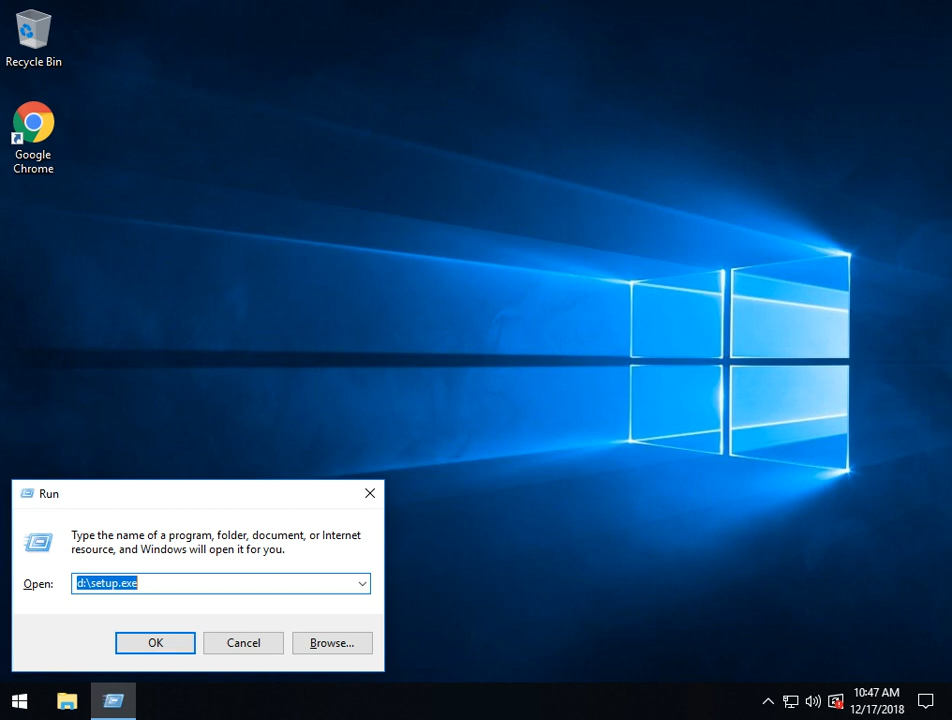 Recycle Bin
Google
Chrome
Run
Type the name of a program, folder, document, or Internet
resource, and Windows will open it for you.
Open:
d:\setup.exe
OK
Cancel
Browse...
10:47 AM
12/17/2018